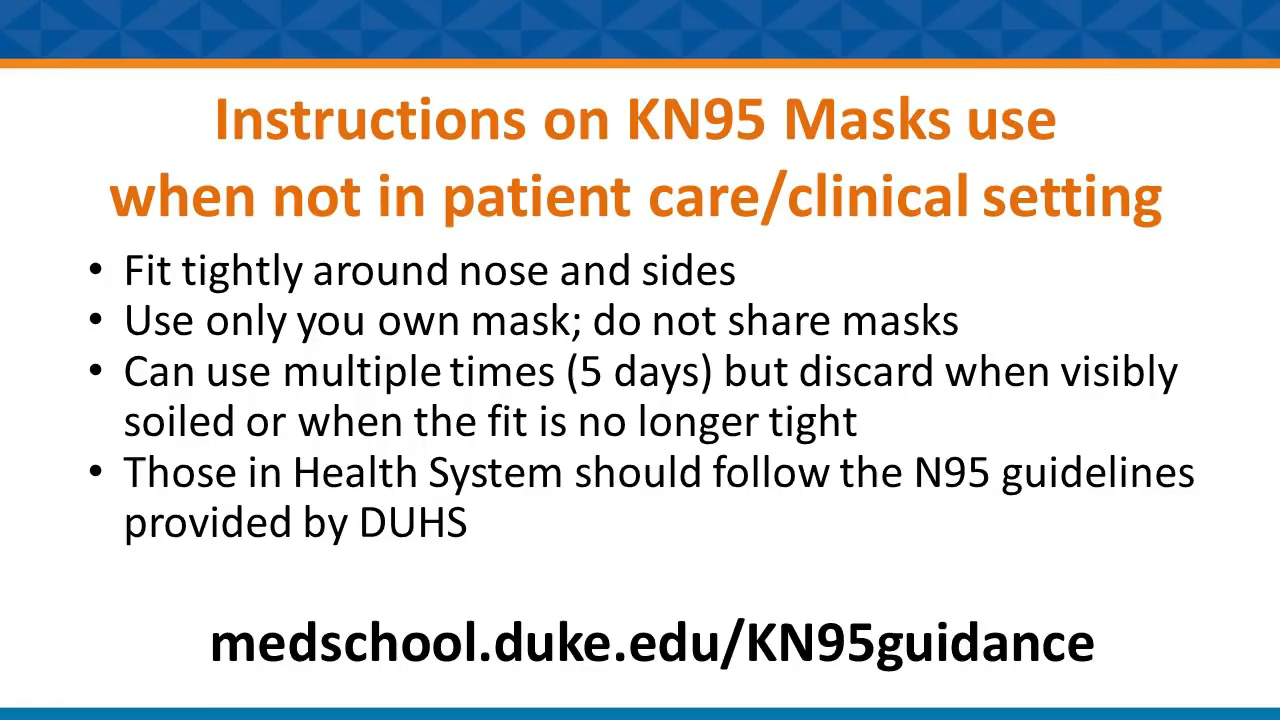 Instructions on KN95 Masks use
when not in patient care/clinical setting
• Fit tightly around nose and sides
• Use only you own mask; do not share masks
• Can use multiple times (5 days) but discard when visibly
soiled or when the fit is no longer tight
• Those in Health System should follow the N95 guidelines
provided by DUHS
medschool.duke.edu/KN95guidance